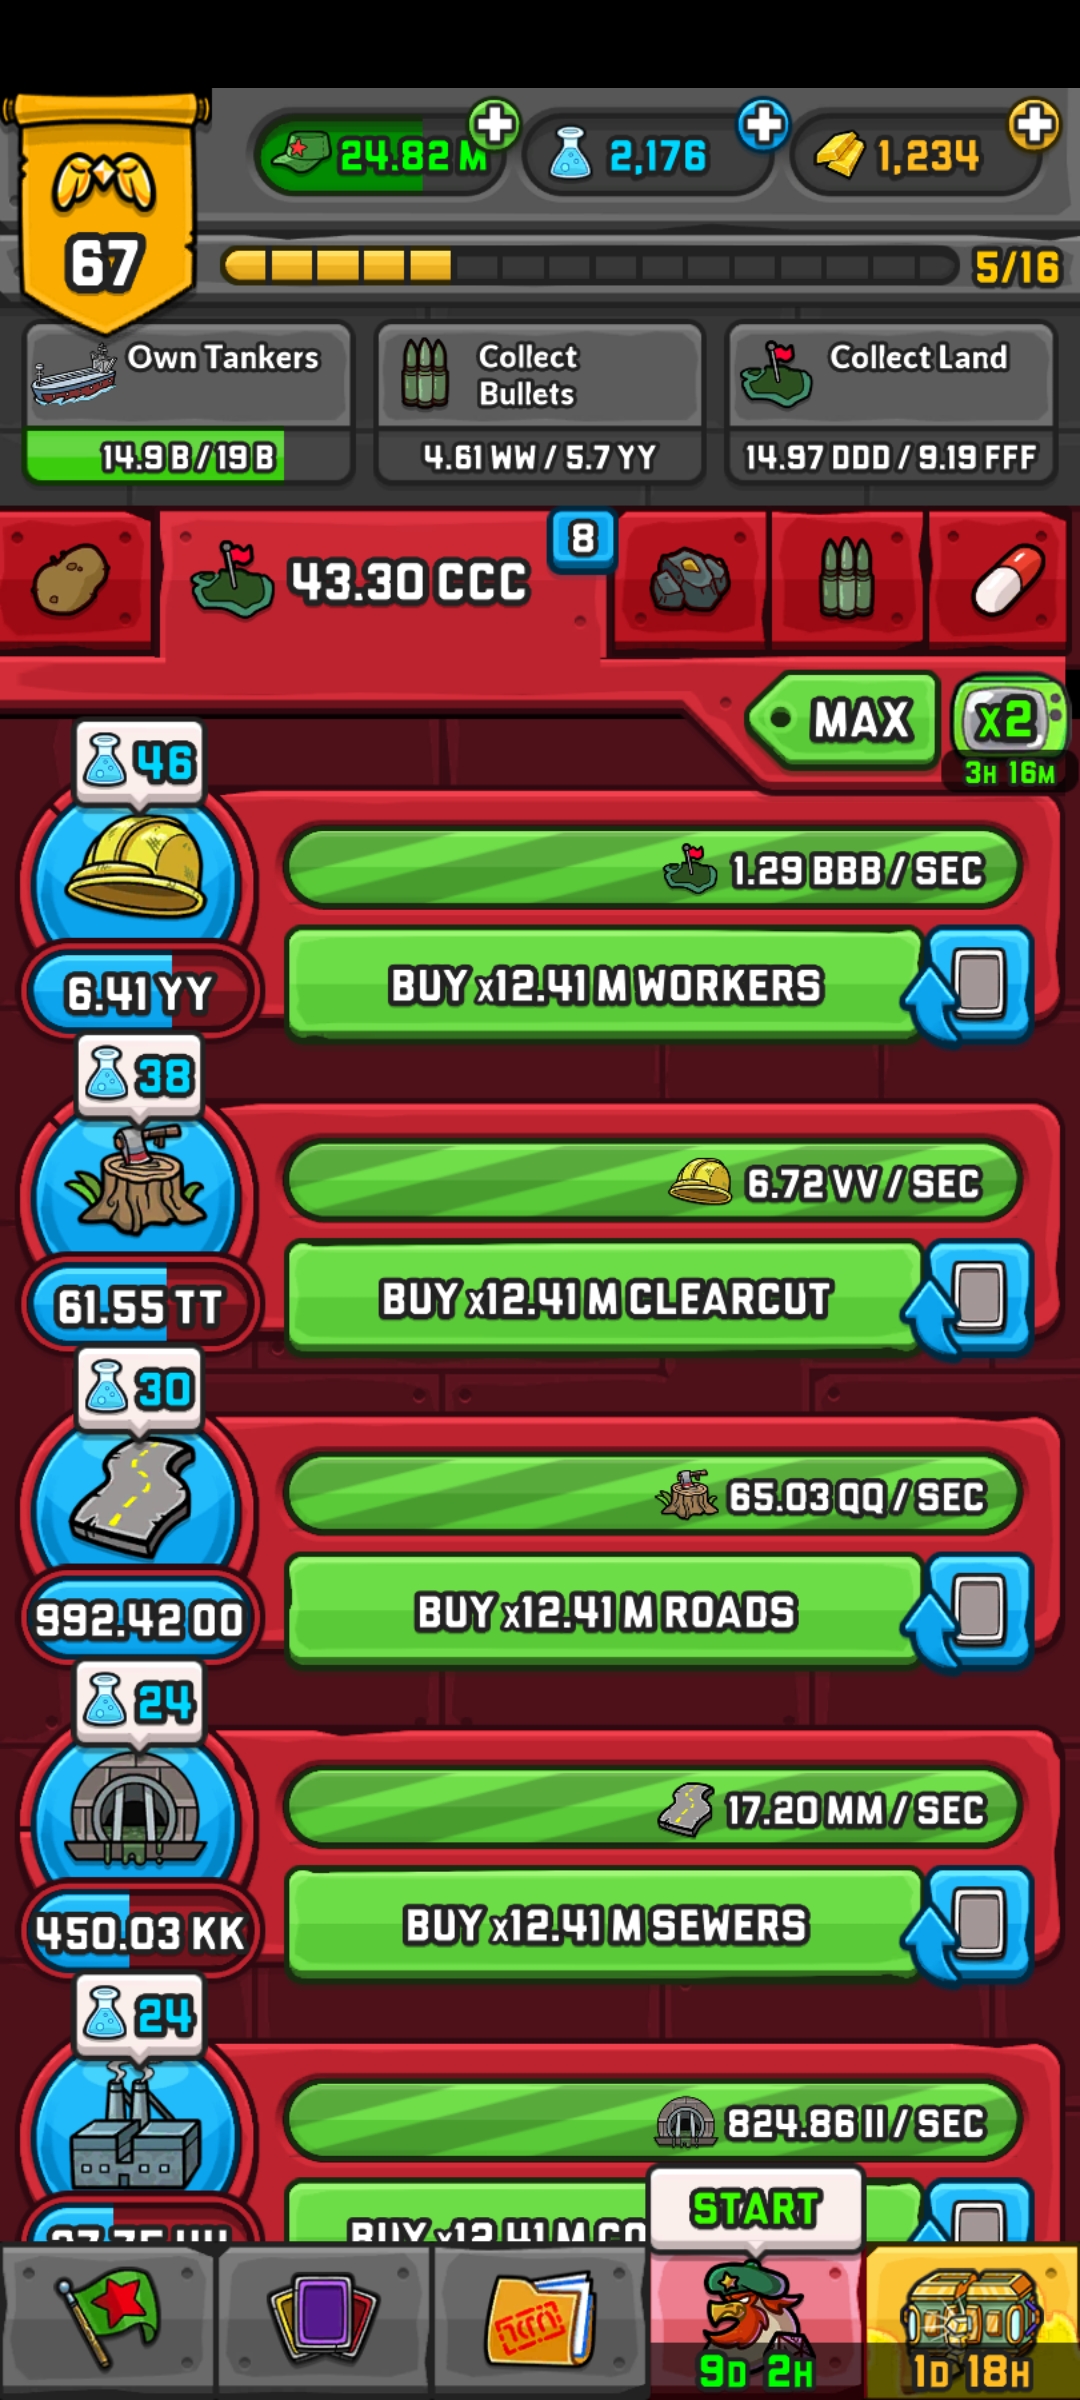 67
24.82 M
2,176
1,234
5/16
Own Tankers
14.9 B / 19 B
Collect
Bullets
4.61 WW / 5.7 YY
Collect Land
14.97 DDD / 9.19 FFF
43.30 CCC
8
MAX
x2
3H 16M
46
1.29 BBB / SEC
BUY x12.41 M WORKERS
6.41 YY
38
6.72 VV / SEC
BUY x12.41 M CLEARCUT
61.55 TT
30
65.03 QQ / SEC
BUY x12.41 M ROADS
992.42 OO
24
17.20 MM / SEC
BUY x12.41 M SEWERS
450.03 KK
24
824.86 II / SEC
BUY x12.41 M CO
START
9D 2H
1D 18H